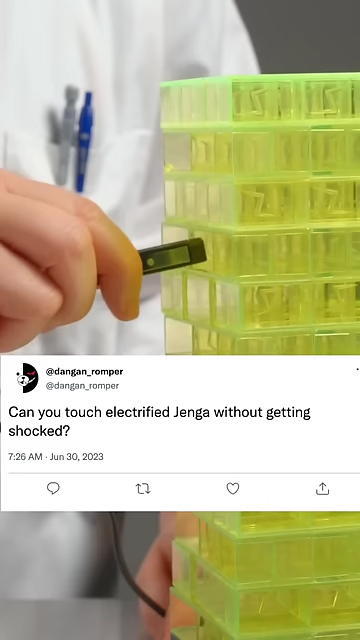 @dangan_romper
@dangan_romper
Can you touch electrified Jenga without getting
shocked?
7:26 AM · Jun 30, 2023